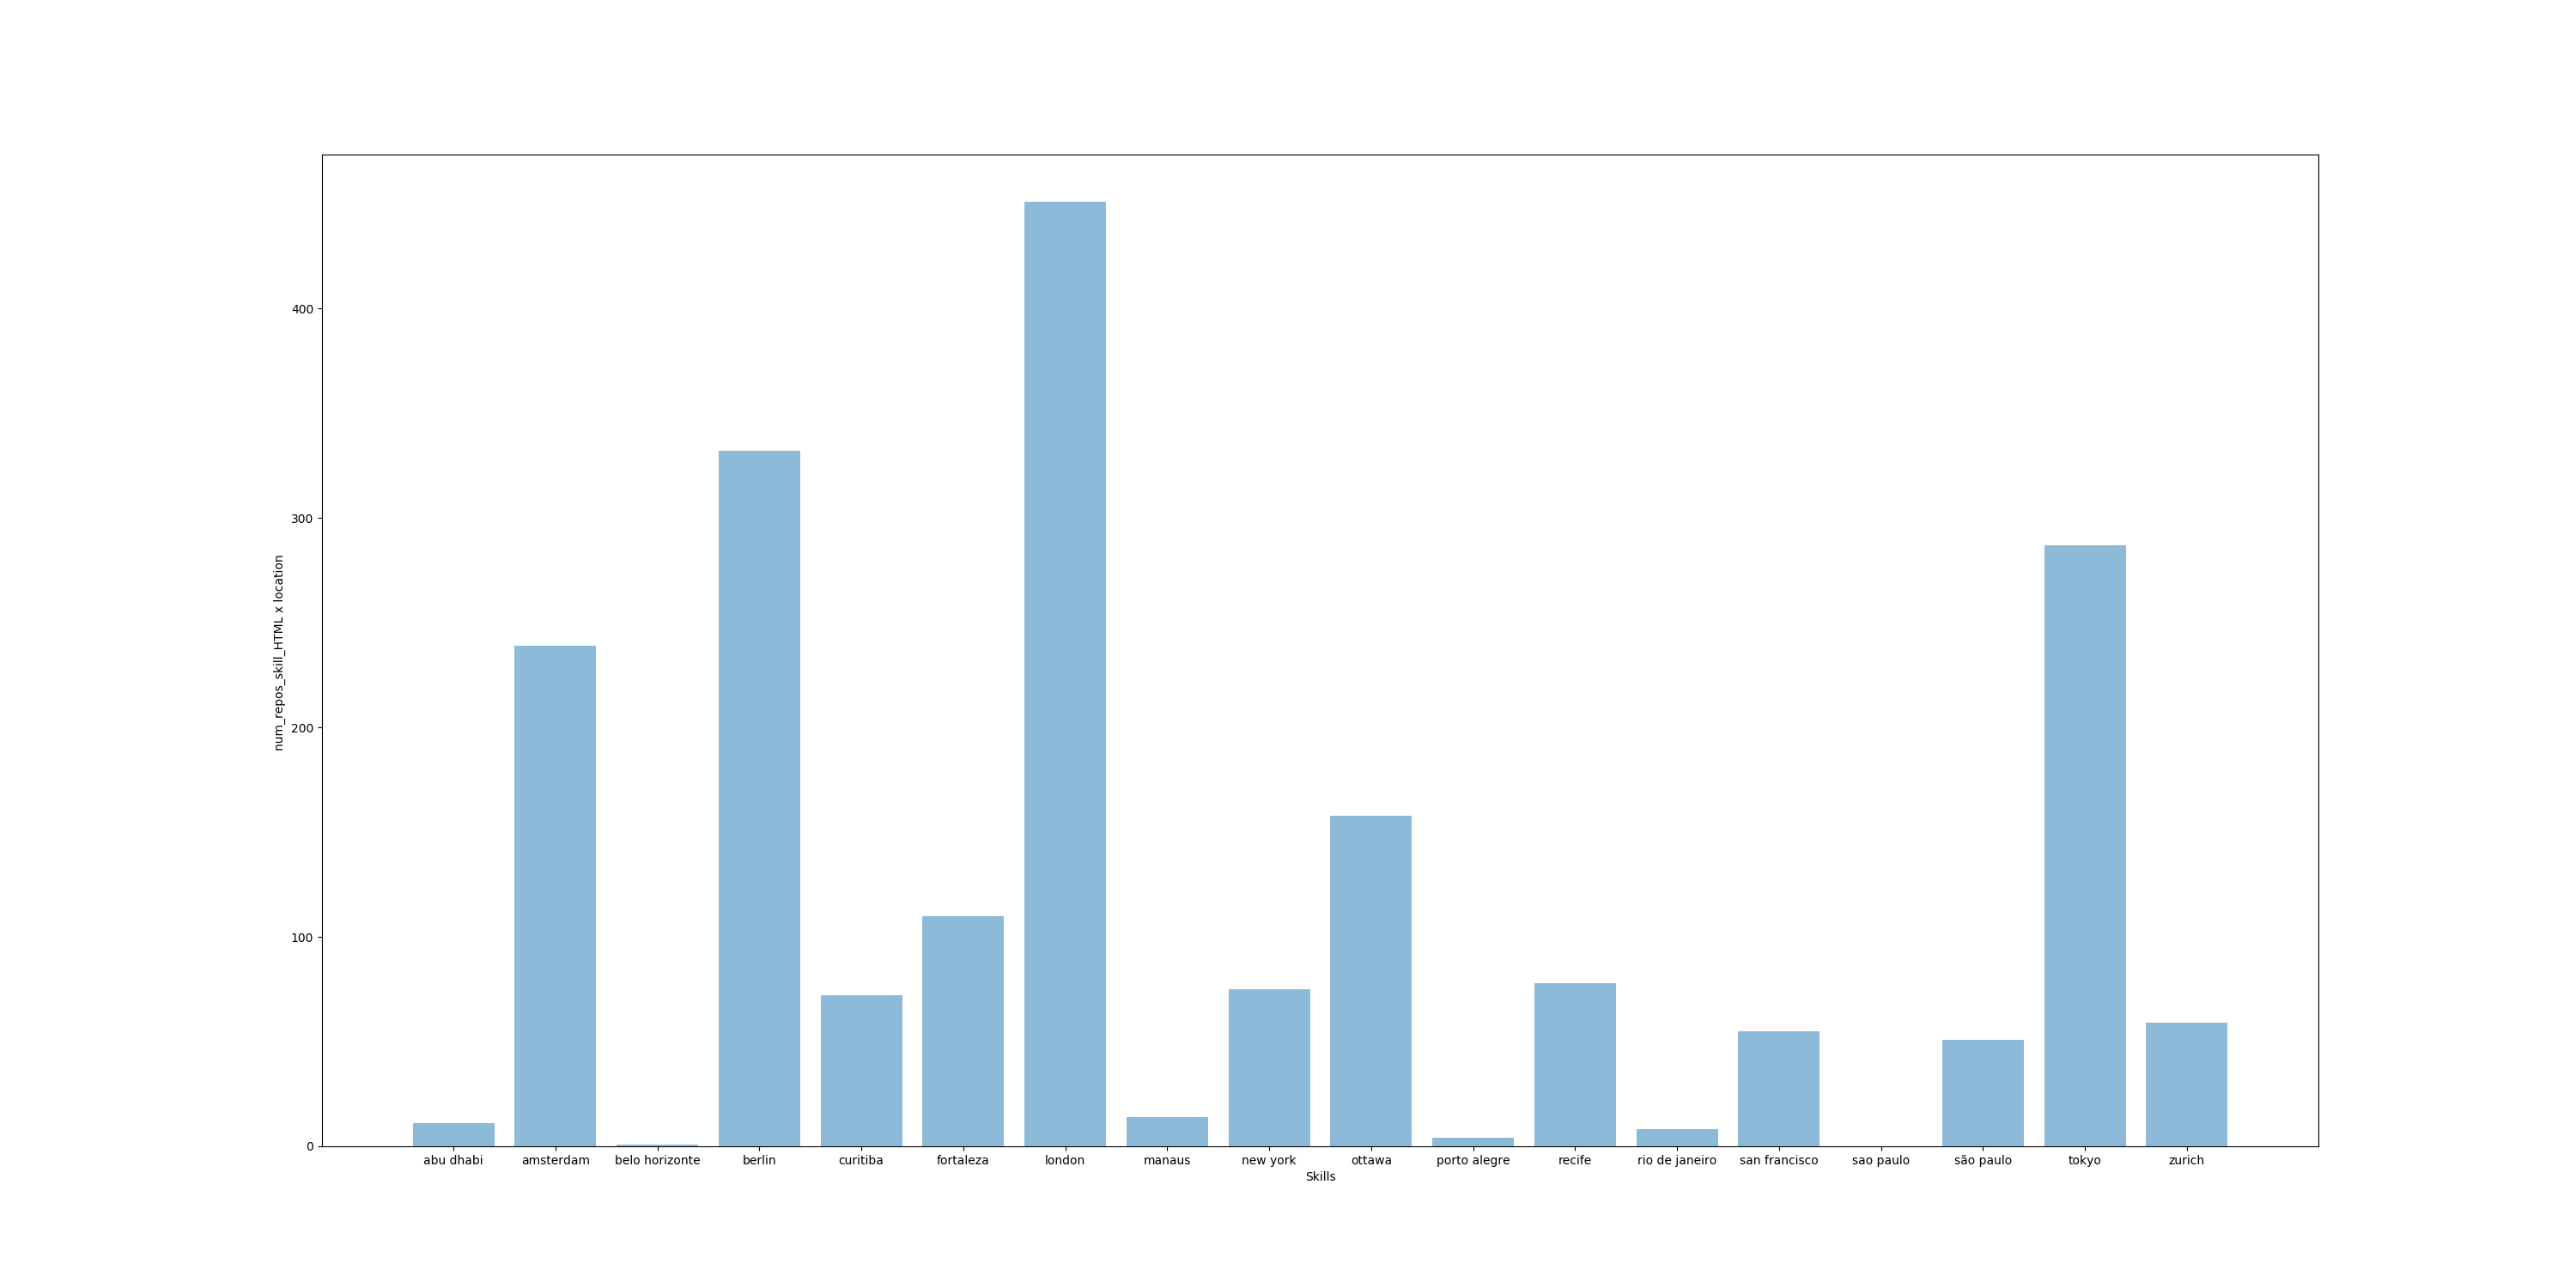 num_repos_skill_HTML x location
400
300
200
100
0
abu dhabi amsterdam belo horizonte berlin curitiba fortaleza london manaus new york ottawa porto alegre recife rio de janeiro san francisco sao paulo são paulo tokyo zurich
Skills